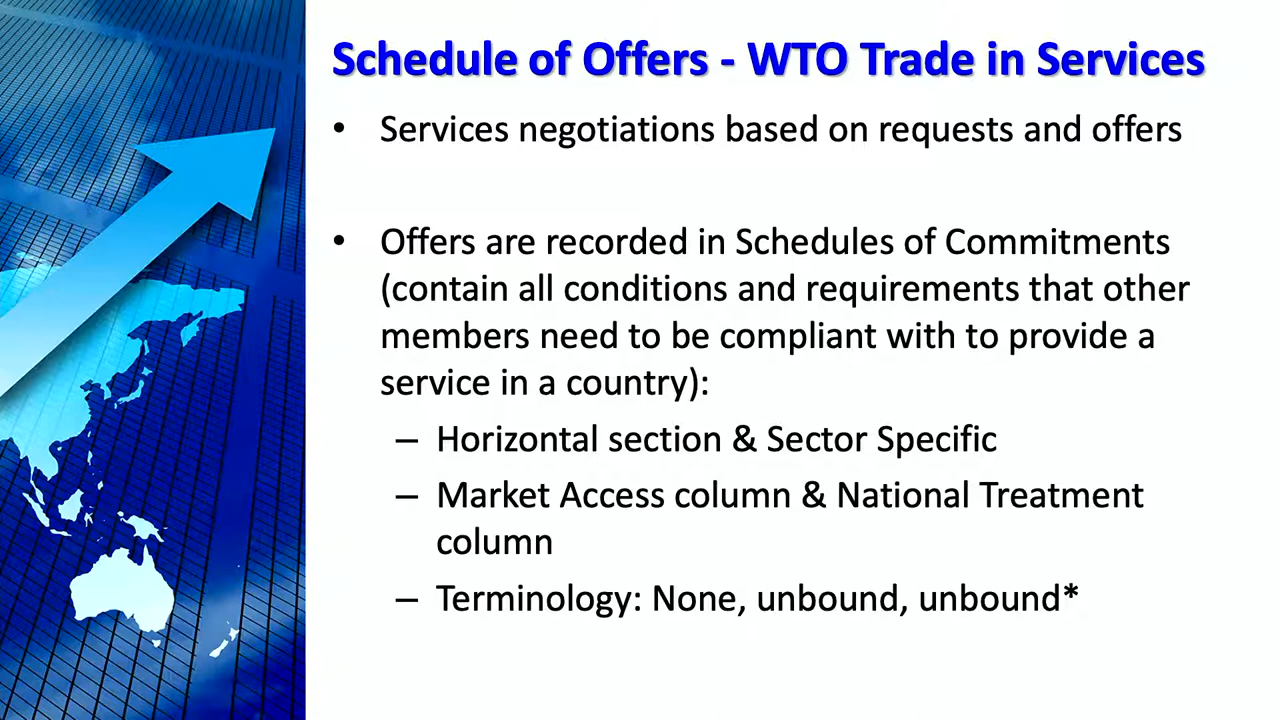 Schedule of Offers - WTO Trade in Services
• Services negotiations based on requests and offers
• Offers are recorded in Schedules of Commitments
(contain all conditions and requirements that other
members need to be compliant with to provide a
service in a country):
– Horizontal section & Sector Specific
– Market Access column & National Treatment
column
– Terminology: None, unbound, unbound*